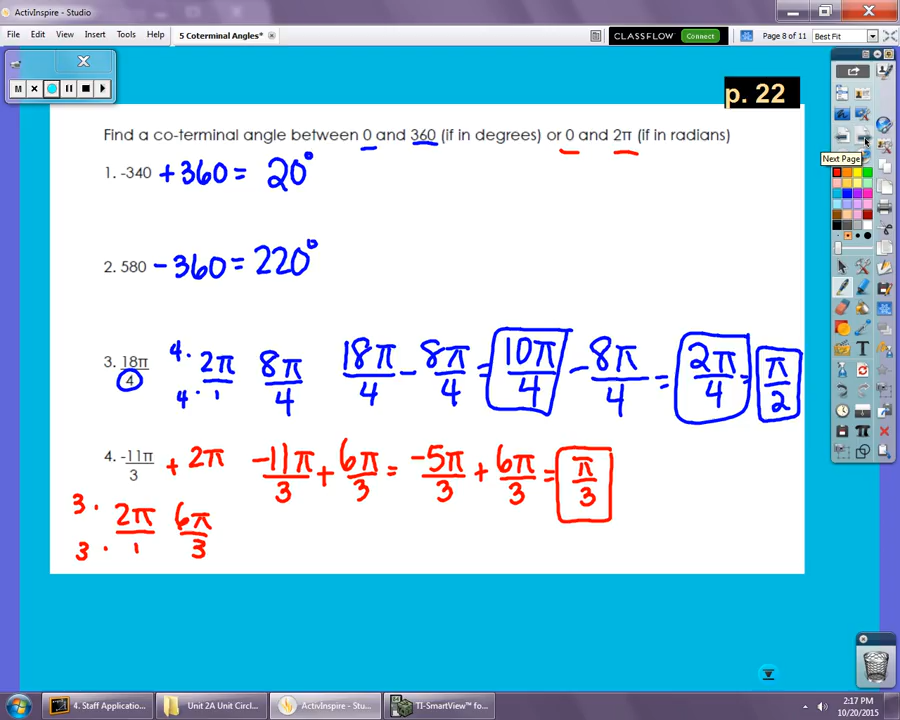 ActivInspire - Studio
File Edit View Insert Tools Help 5 Coterminal Angles* CLASSFLOW Connect Page 8 of 11 Best Fit
M
p. 22
Next Page
Find a co-terminal angle between 0 and 360 (if in degrees) or 0 and 2π (if in radians)
1. -340 +360 = 20°
2. 580 - 360 = 220°
3. 18π/4 4· 2π/4· 1 8π/4 18π/4 - 8π/4 = 10π/4 - 8π/4 = 2π/4 = π/2
4. -11π/3 + 2π -11π/3 + 6π/3 = -5π/3 + 6π/3 = π/3
3· 2π/3· 1 6π/3
4. Staff Applicatio... Unit 2A Unit Circl... ActivInspire - Stu... TI-SmartView™ fo... 2:17 PM
10/20/2015